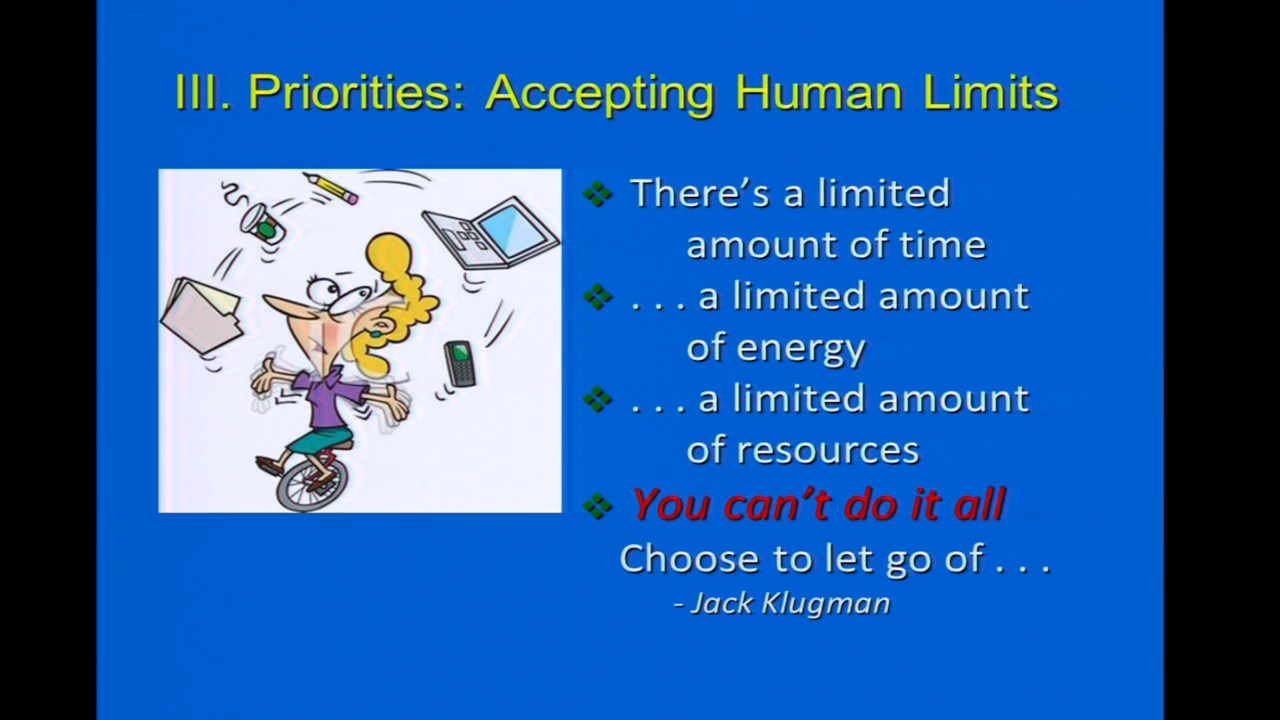 III. Priorities: Accepting Human Limits
There’s a limited
amount of time
. . . a limited amount
of energy
. . . a limited amount
of resources
You can’t do it all
Choose to let go of . . .
- Jack Klugman